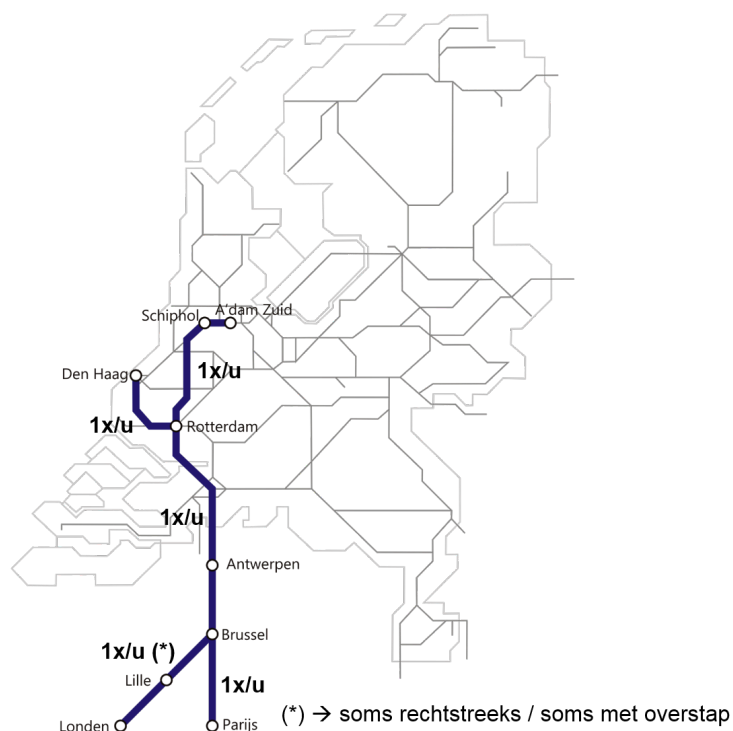 A'dam Zuid
Schiphol
Den Haag
1x/u
1x/u
Rotterdam
1x/u
Antwerpen
Brussel
1x/u (*)
Lille
1x/u
(*) → soms rechtstreeks / soms met overstap
Londen
Parijs